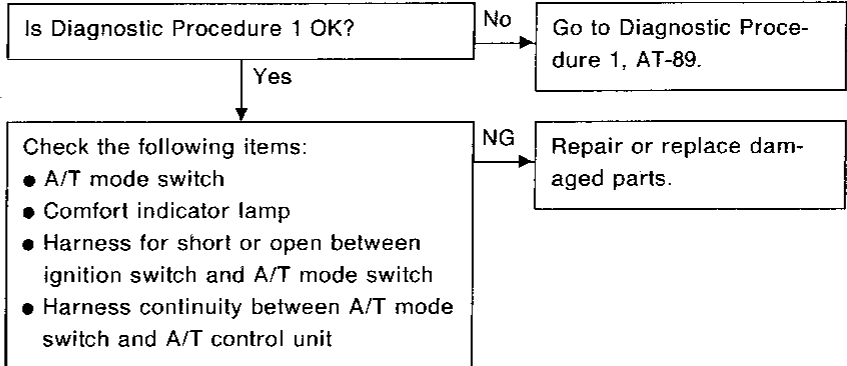 Is Diagnostic Procedure 1 OK?
No
Go to Diagnostic Proce-
dure 1, AT-89.
Yes
Check the following items:
● A/T mode switch
● Comfort indicator lamp
● Harness for short or open between
ignition switch and A/T mode switch
● Harness continuity between A/T mode
switch and A/T control unit
NG
Repair or replace dam-
aged parts.